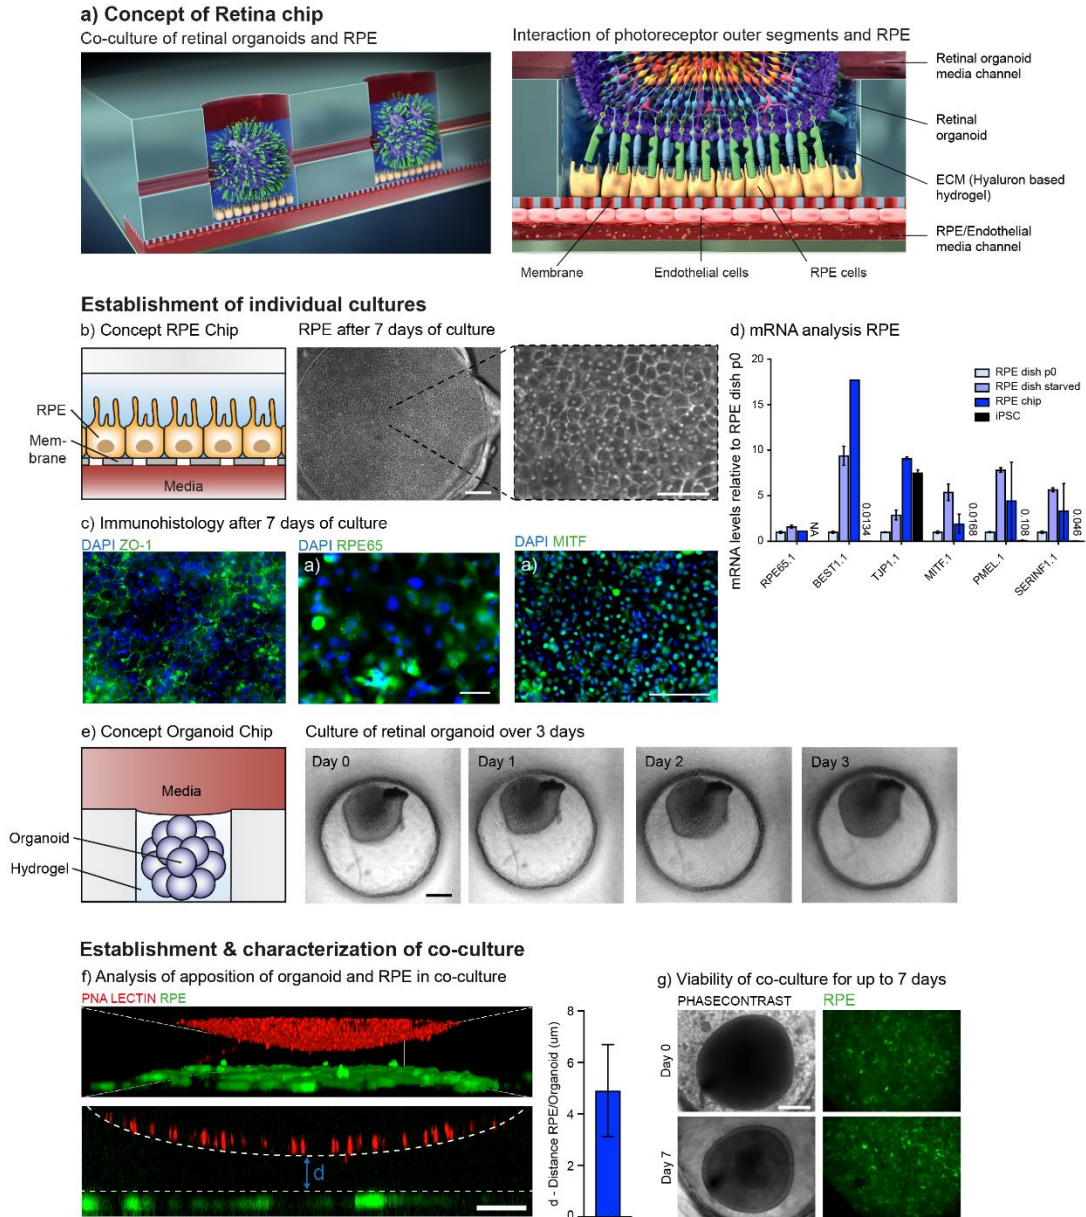 a) Concept of Retina chip
Co-culture of retinal organoids and RPE
Interaction of photoreceptor outer segments and RPE
Retinal organoid
media channel
Retinal
organoid
ECM (Hyaluron based
hydrogel)
RPE/Endothelial
media channel
Membrane
Endothelial cells
RPE cells
Establishment of individual cultures
b) Concept RPE Chip
RPE after 7 days of culture
RPE
Mem-
brane
Media
d) mRNA analysis RPE
mRNA levels relative to RPE dish p0
20
15
10
5
0
RPE dish p0
RPE dish starved
RPE chip
iPSC
NA
0.0134
0.0168
0.108
0.046
RPE65.1
BEST1.1
TJP1.1
MITF.1
PMEL.1
SERINF1.1
c) Immunohistology after 7 days of culture
DAPI ZO-1
DAPI RPE65
a)
DAPI MITF
a)
e) Concept Organoid Chip
Media
Organoid
Hydrogel
Culture of retinal organoid over 3 days
Day 0
Day 1
Day 2
Day 3
Establishment & characterization of co-culture
f) Analysis of apposition of organoid and RPE in co-culture
PNA LECTIN RPE
d
d - Distance RPE/Organoid (um)
8
6
4
2
0
g) Viability of co-culture for up to 7 days
PHASECONTRAST
RPE
Day 0
Day 7